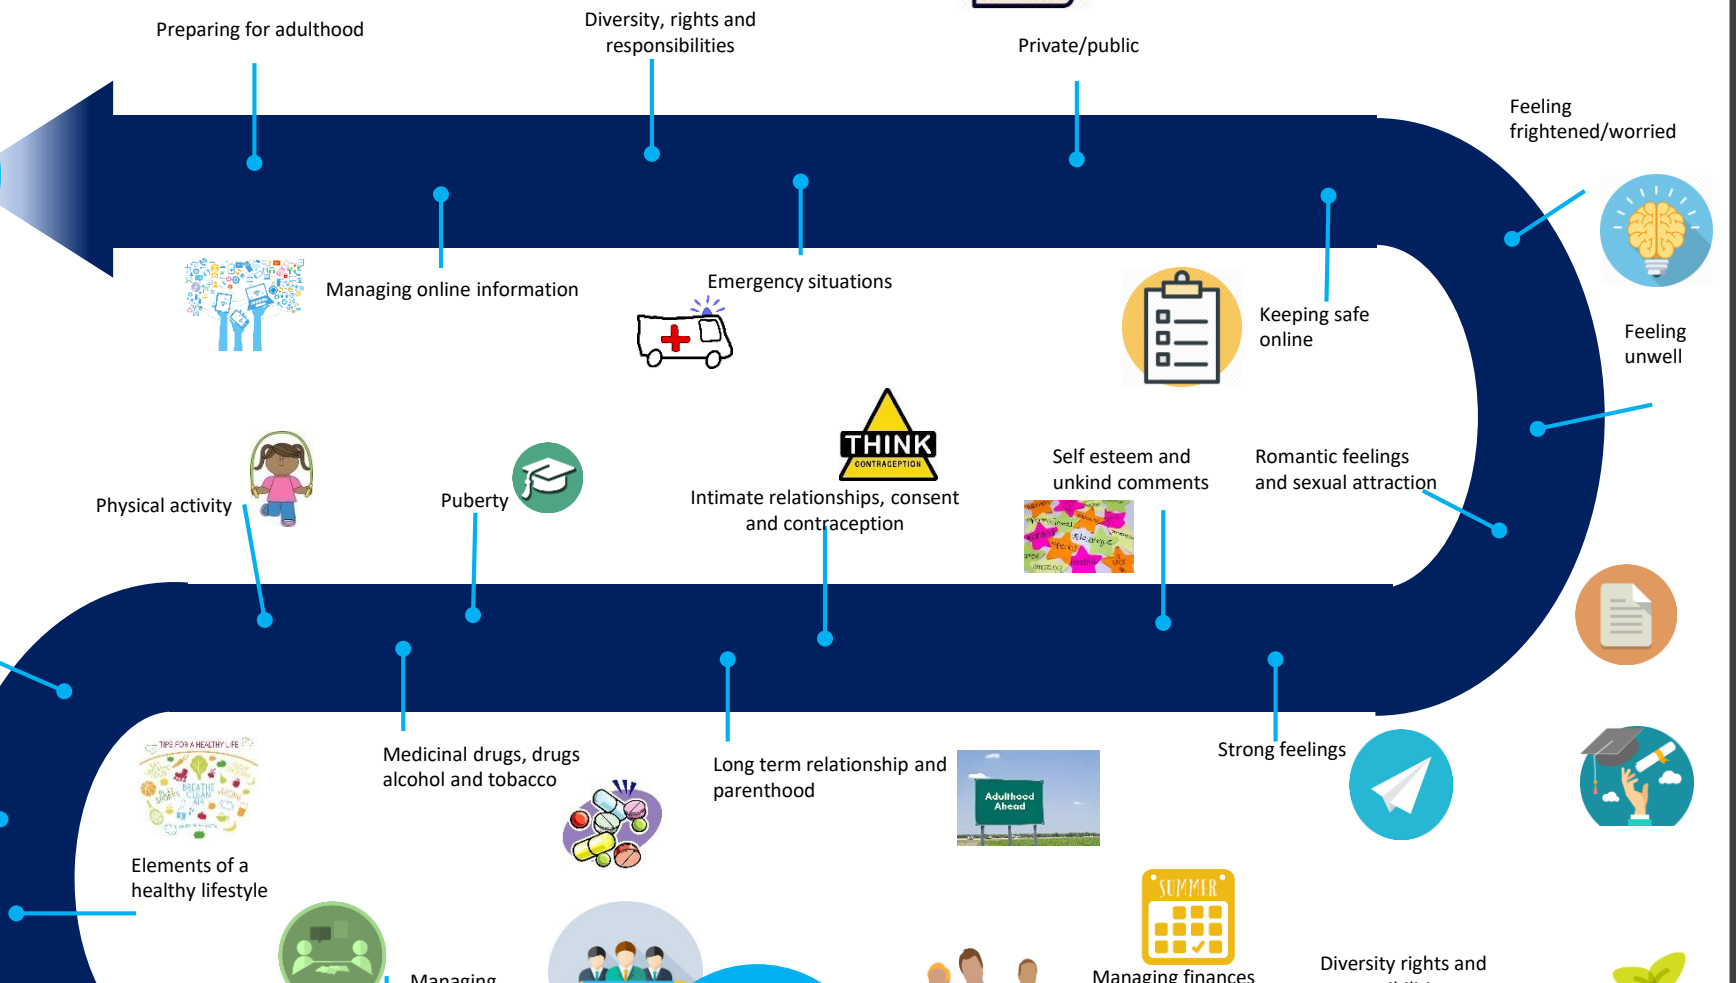 Preparing for adulthood
Diversity, rights and
responsibilities
Private/public
Feeling
frightened/worried
Managing online information
Emergency situations
Keeping safe
online
Feeling
unwell
THINK
CONTRACEPTION
Physical activity
Puberty
Intimate relationships, consent
and contraception
Self esteem and
unkind comments
Romantic feelings
and sexual attraction
TIPS FOR A HEALTHY LIFE
BREATHE
CLEAN
AIR
Medicinal drugs, drugs
alcohol and tobacco
Long term relationship and
parenthood
Adulthood
Ahead
Strong feelings
Elements of a
healthy lifestyle
SUMMER
Managing
Managing finances
Diversity rights and